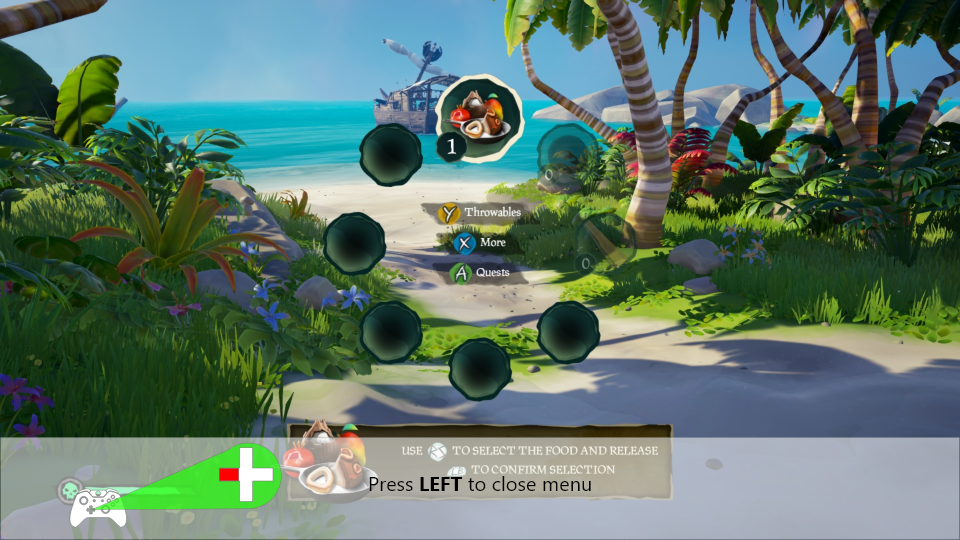 1
0
Y Throwables
X More
0
A Quests
USE TO SELECT THE FOOD AND RELEASE
LB TO CONFIRM SELECTION
Press LEFT to close menu